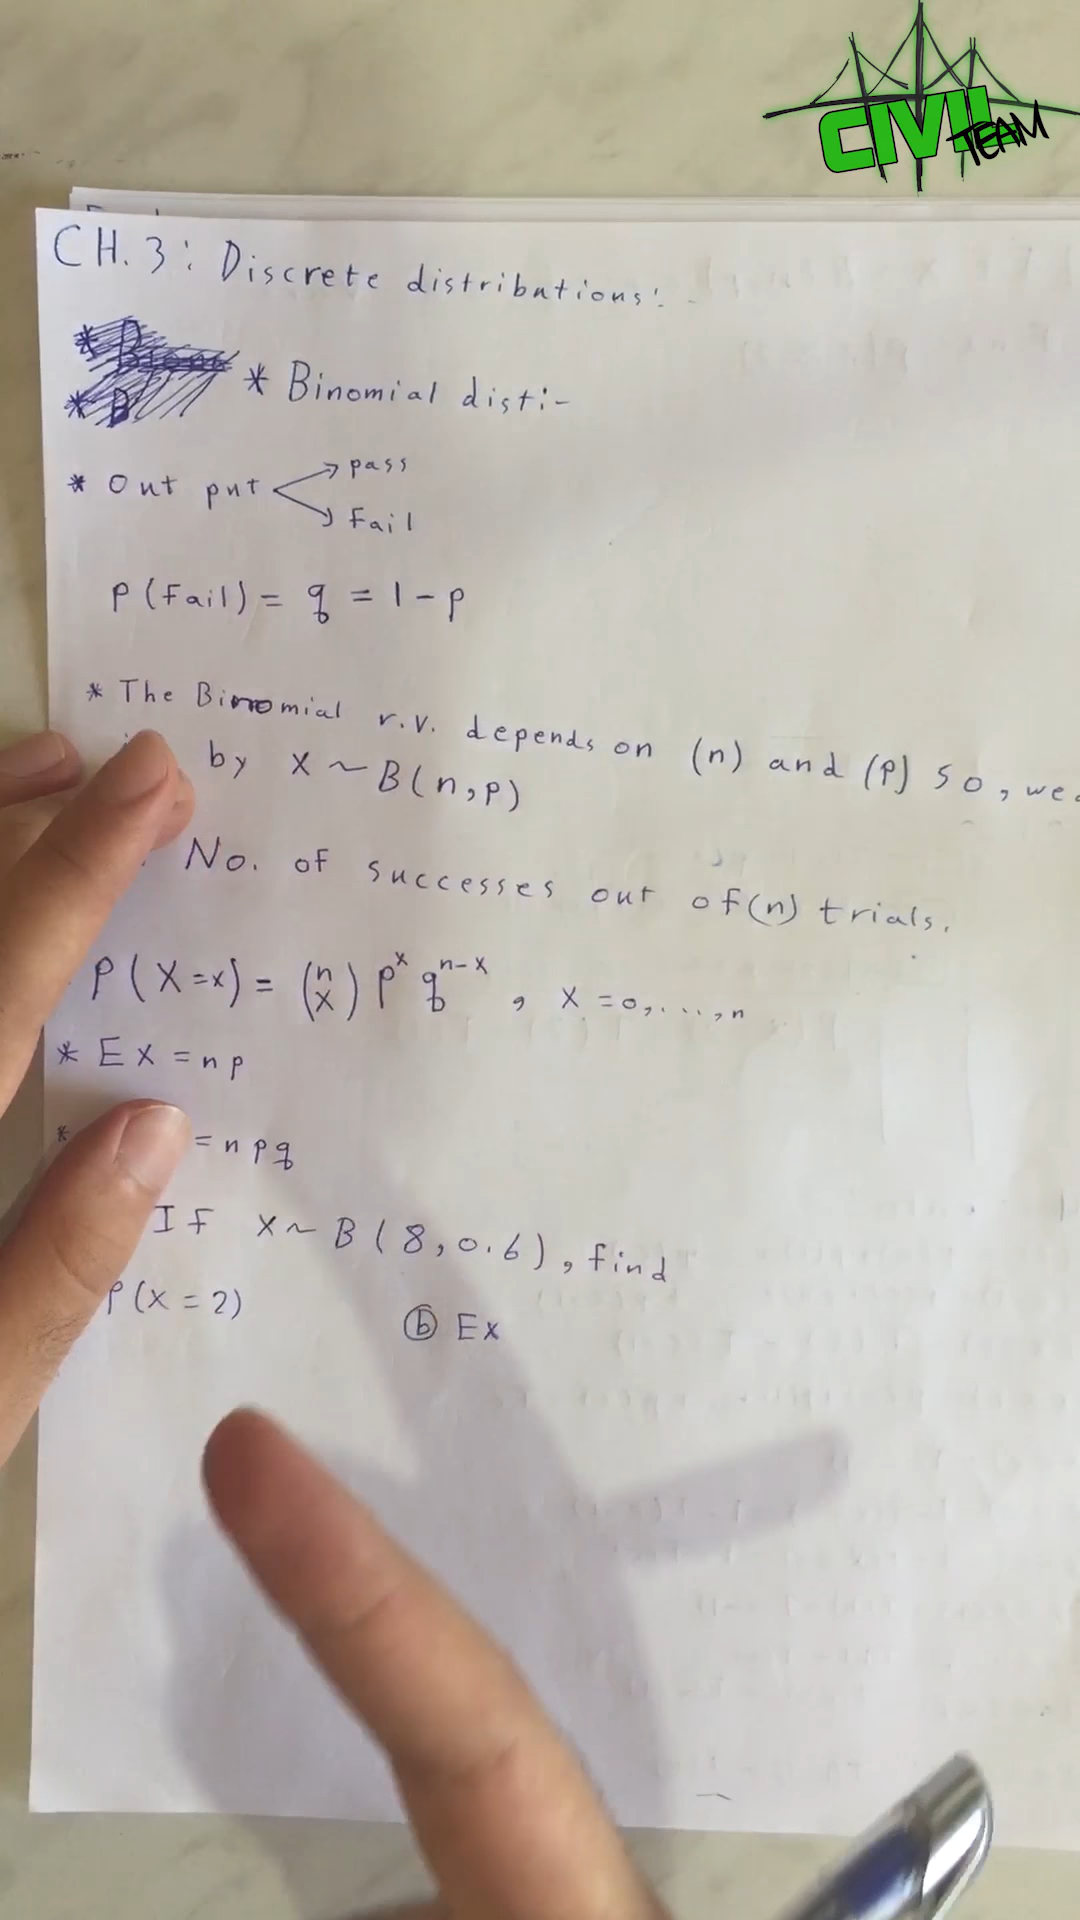 CIVIL
TEAM
CH. 3: Discrete distributions:
* Binomial dist:-
* Out put
pass
Fail
P(Fail) = q = 1-p
* The Binomial r.v. depends on (n) and (P) so, we
by X ~ B(n,p)
No. of successes out of (n) trials.
P(X=x) = (n x) p^x q^n-x , x = 0, ..., n
* EX = np
* = npq
If X ~ B(8, 0.6), find
P(X = 2)
ⓑ EX